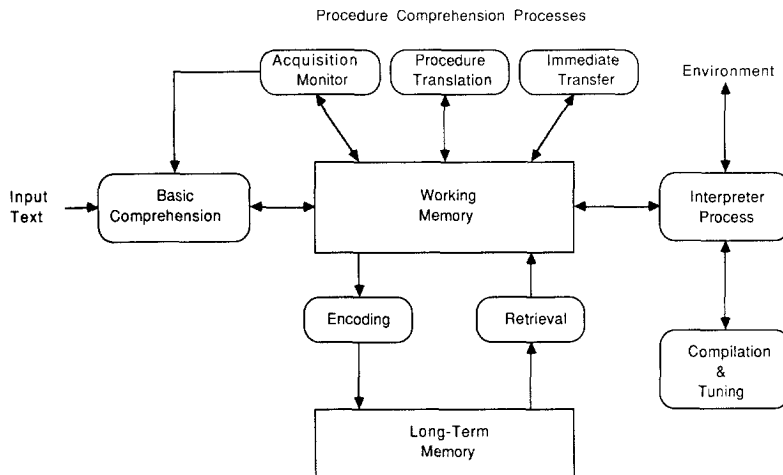 Procedure Comprehension Processes
Acquisition
Monitor
Procedure
Translation
Immediate
Transfer
Environment
Input
Text
Basic
Comprehension
Working
Memory
Interpreter
Process
Encoding
Retrieval
Compilation
&
Tuning
Long-Term
Memory